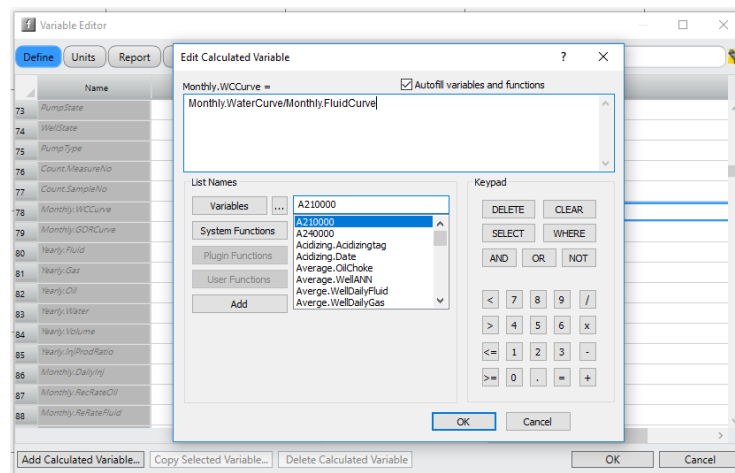 Variable Editor
Define
Units
Report
Edit Calculated Variable
?
Monthly.WCCurve =
Autofill variables and functions
Monthly.WaterCurve/Monthly.FluidCurve
Name
73 PumpState
74 WellState
75 PumpType
76 Count.MeasureNo
77 Count.SampleNo
78 Monthly.WCCurve
79 Monthly.GORCurve
80 Yearly.Fluid
81 Yearly.Gas
82 Yearly.Oil
83 Yearly.Water
84 Yearly.Volume
85 Yearly.InjProdRatio
86 Monthly.DailyInj
87 Monthly.RecRateOil
88 Monthly.ReRateFluid
List Names
Variables ... A210000
System Functions
Plugin Functions
User Functions
Add
A210000
A240000
Acidizing.Acidizingtag
Acidizing.Date
Average.OilChoke
Average.WellANN
Averge.WellDailyFluid
Averge.WellDailyGas
Keypad
DELETE CLEAR
SELECT WHERE
AND OR NOT
< 7 8 9 /
> 4 5 6 x
<= 1 2 3 -
>= 0 . = +
OK Cancel
Add Calculated Variable... Copy Selected Variable... Delete Calculated Variable OK Cancel